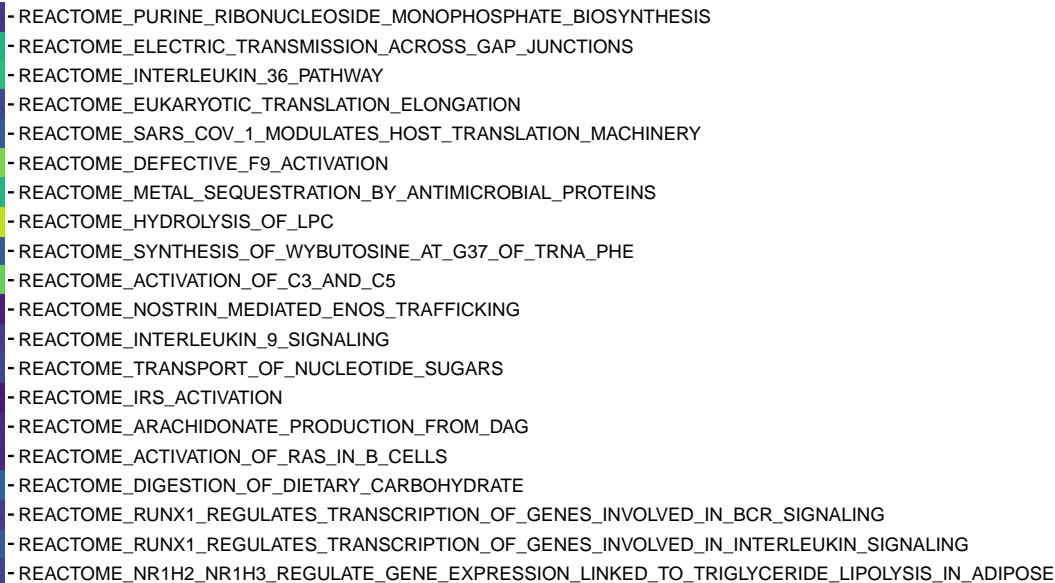 REACTOME_PURINE_RIBONUCLEOSIDE_MONOPHOSPHATE_BIOSYNTHESIS
REACTOME_ELECTRIC_TRANSMISSION_ACROSS_GAP_JUNCTIONS
REACTOME_INTERLEUKIN_36_PATHWAY
REACTOME_EUKARYOTIC_TRANSLATION_ELONGATION
REACTOME_SARS_COV_1_MODULATES_HOST_TRANSLATION_MACHINERY
REACTOME_DEFECTIVE_F9_ACTIVATION
REACTOME_METAL_SEQUESTRATION_BY_ANTIMICROBIAL_PROTEINS
REACTOME_HYDROLYSIS_OF_LPC
REACTOME_SYNTHESIS_OF_WYBUTOSINE_AT_G37_OF_TRNA_PHE
REACTOME_ACTIVATION_OF_C3_AND_C5
REACTOME_NOSTRIN_MEDIATED_ENOS_TRAFFICKING
REACTOME_INTERLEUKIN_9_SIGNALING
REACTOME_TRANSPORT_OF_NUCLEOTIDE_SUGARS
REACTOME_IRS_ACTIVATION
REACTOME_ARACHIDONATE_PRODUCTION_FROM_DAG
REACTOME_ACTIVATION_OF_RAS_IN_B_CELLS
REACTOME_DIGESTION_OF_DIETARY_CARBOHYDRATE
REACTOME_RUNX1_REGULATES_TRANSCRIPTION_OF_GENES_INVOLVED_IN_BCR_SIGNALING
REACTOME_RUNX1_REGULATES_TRANSCRIPTION_OF_GENES_INVOLVED_IN_INTERLEUKIN_SIGNALING
REACTOME_NR1H2_NR1H3_REGULATE_GENE_EXPRESSION_LINKED_TO_TRIGLYCERIDE_LIPOLYSIS_IN_ADIPOSE